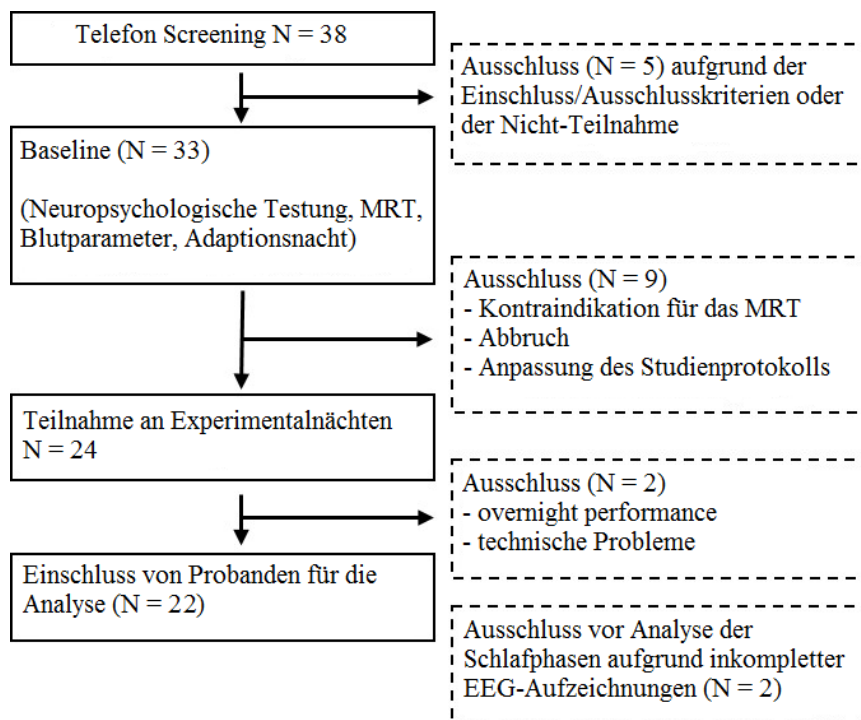 Telefon Screening N = 38
Ausschluss (N = 5) aufgrund der
Einschluss/Ausschlusskriterien oder
der Nicht-Teilnahme
Baseline (N = 33)
(Neuropsychologische Testung, MRT,
Blutparameter, Adaptionsnacht)
Ausschluss (N = 9)
- Kontraindikation für das MRT
- Abbruch
- Anpassung des Studienprotokolls
Teilnahme an Experimentalnächten
N = 24
Ausschluss (N = 2)
- overnight performance
- technische Probleme
Einschluss von Probanden für die
Analyse (N = 22)
Ausschluss vor Analyse der
Schlafphasen aufgrund inkompletter
EEG-Aufzeichnungen (N = 2)